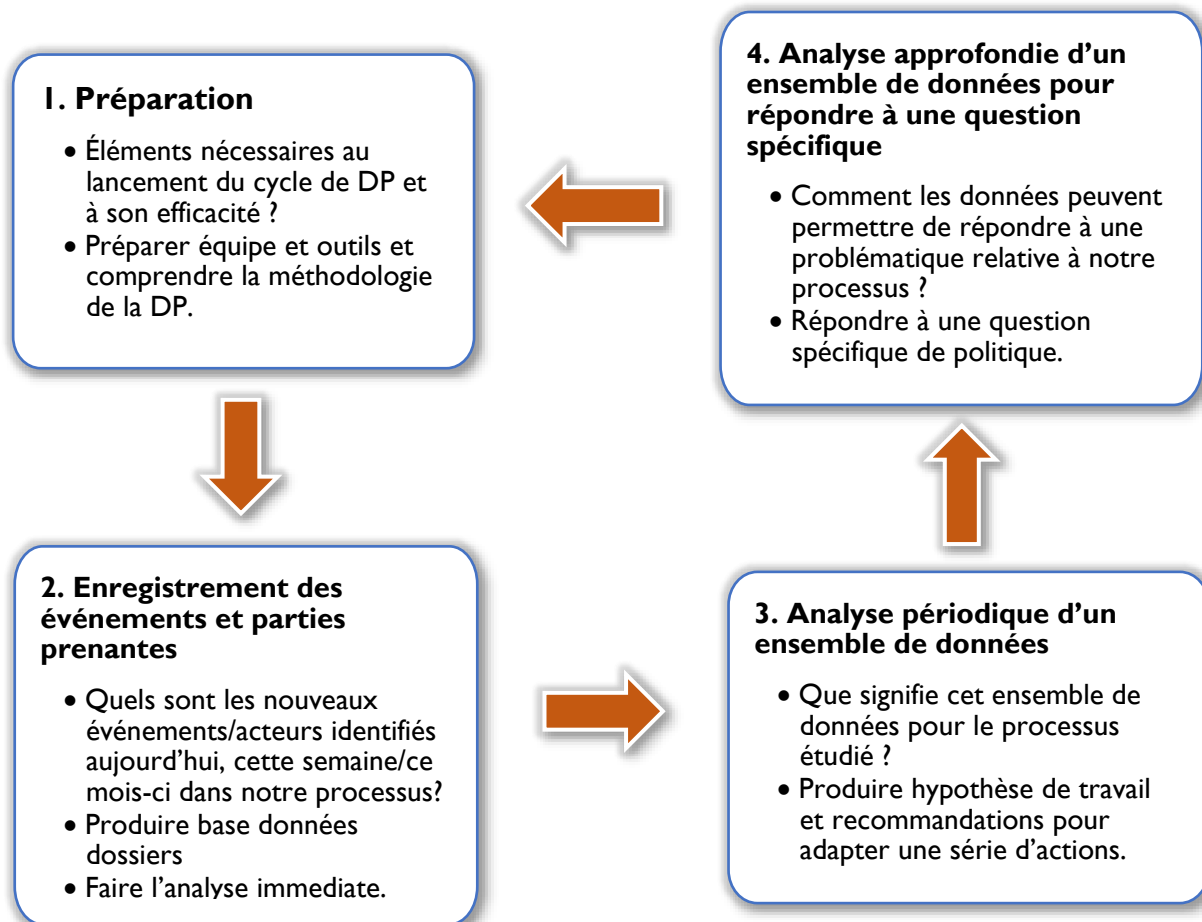 1. Préparation
• Éléments nécessaires au
lancement du cycle de DP et
à son efficacité ?
• Préparer équipe et outils et
comprendre la méthodologie
de la DP.
2. Enregistrement des
événements et parties
prenantes
• Quels sont les nouveaux
événements/acteurs identifiés
aujourd’hui, cette semaine/ce
mois-ci dans notre processus?
• Produire base données
dossiers
• Faire l’analyse immediate.
3. Analyse périodique d’un
ensemble de données
• Que signifie cet ensemble de
données pour le processus
étudié ?
• Produire hypothèse de travail
et recommandations pour
adapter une série d’actions.
4. Analyse approfondie d’un
ensemble de données pour
répondre à une question
spécifique
• Comment les données peuvent
permettre de répondre à une
problématique relative à notre
processus ?
• Répondre à une question
spécifique de politique.